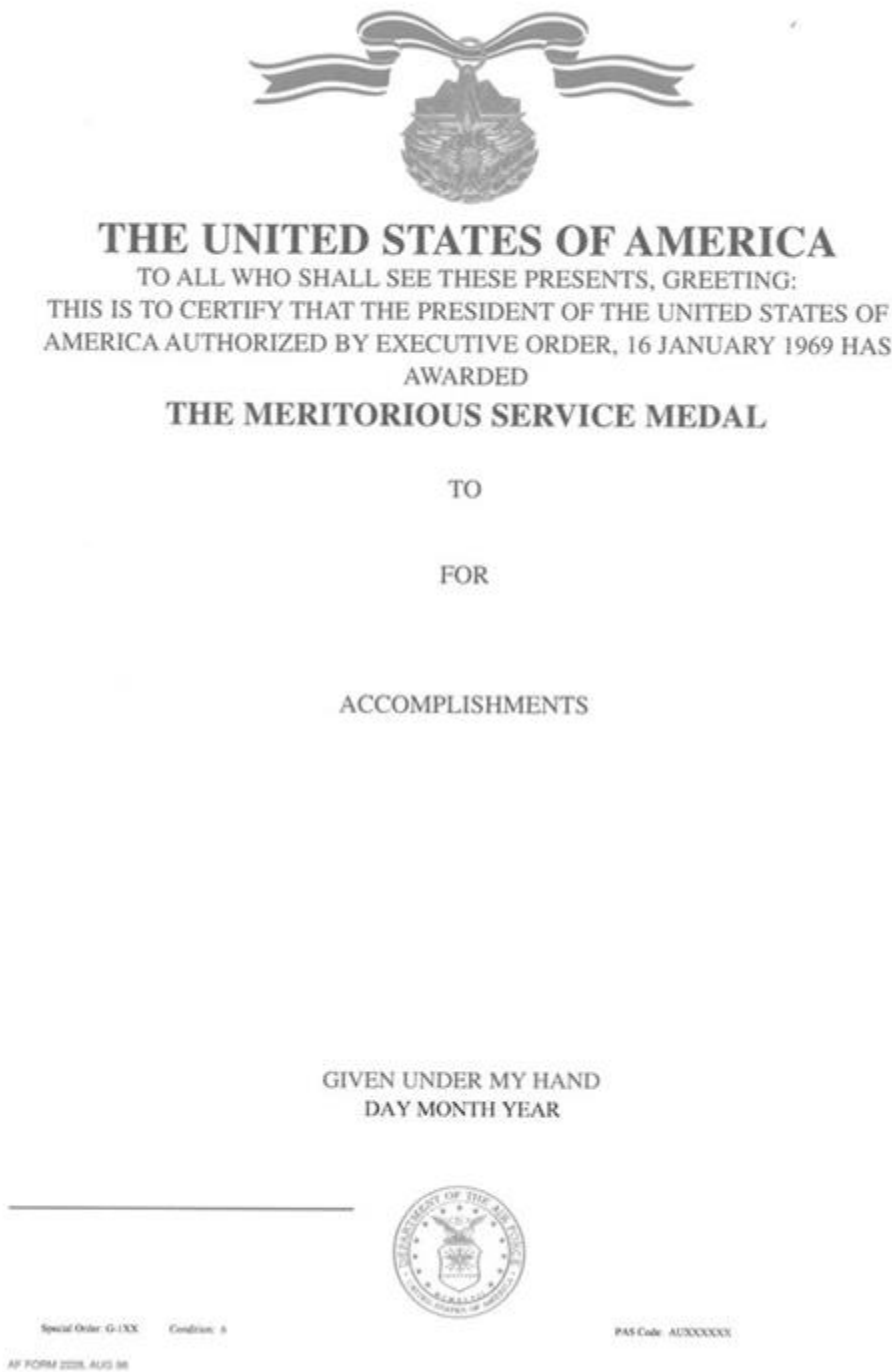 THE UNITED STATES OF AMERICA
TO ALL WHO SHALL SEE THESE PRESENTS, GREETING:
THIS IS TO CERTIFY THAT THE PRESIDENT OF THE UNITED STATES OF
AMERICA AUTHORIZED BY EXECUTIVE ORDER, 16 JANUARY 1969 HAS
AWARDED
THE MERITORIOUS SERVICE MEDAL
TO
FOR
ACCOMPLISHMENTS
GIVEN UNDER MY HAND
DAY MONTH YEAR
DEPARTMENT OF THE AIR FORCE
UNITED STATES OF AMERICA
Special Order: G-1XX Condition: 6 PAS Code: AUXXXXXX
AF FORM AUG